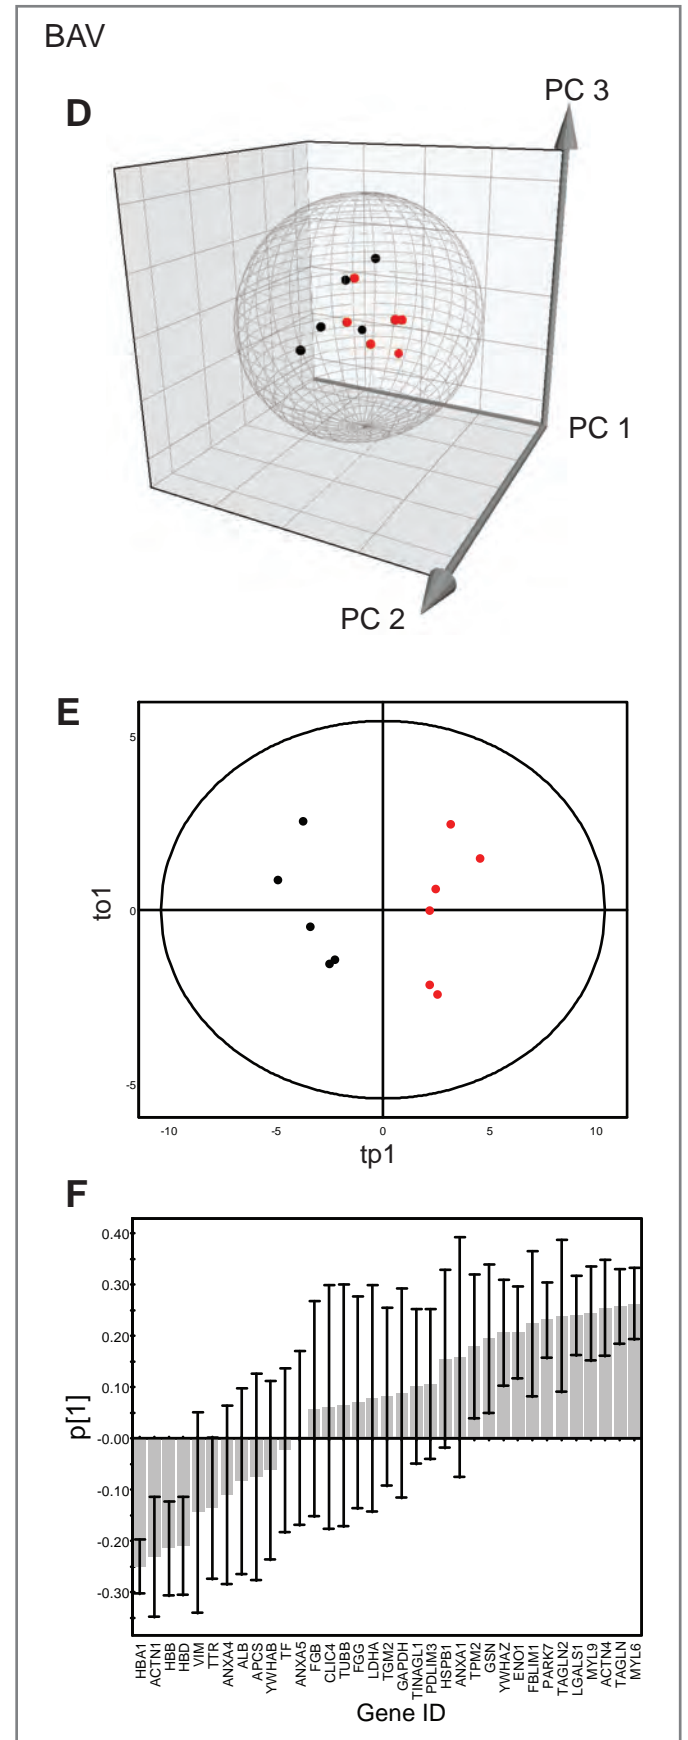 BAV
D
PC 3
PC 1
PC 2
E
5
0
-5
to1
-10 -5 0 5 10
tp1
F
0.40
0.30
0.20
0.10
-0.00
-0.10
-0.20
-0.30
p[1]
HBA1 ACTN1 HBB HBD VIM TTR ANXA4 ALB APCS YWHAB TF ANXA5 FGB CLIC4 TUBB FGG LDHA TGM2 GAPDH TINAGL1 PDLIM3 HSPB1 ANXA1 TPM2 GSN YWHAZ ENO1 FBLIM1 PARK7 TAGLN2 LGALS1 MYL9 ACTN4 TAGLN MYL6
Gene ID